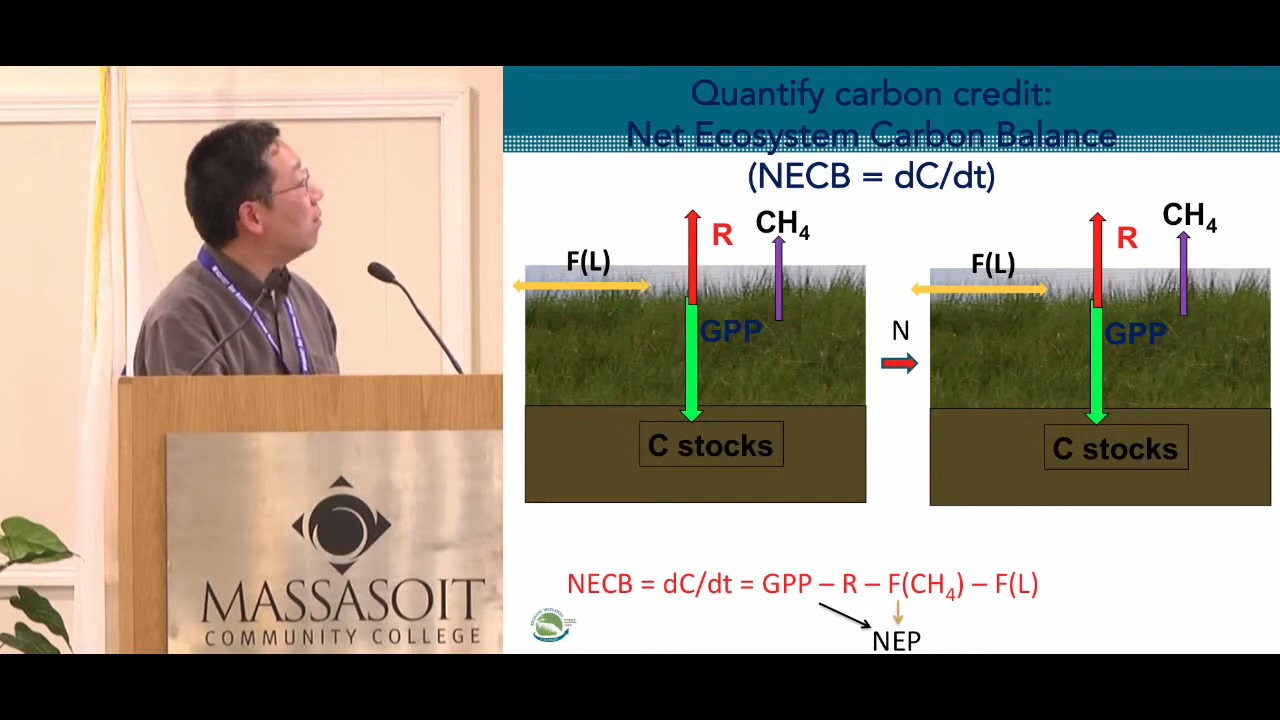 Quantify carbon credit:
Net Ecosystem Carbon Balance
(NECB = dC/dt)
F(L)
R
CH₄
GPP
C stocks
N
F(L)
R
CH₄
GPP
C stocks
NECB = dC/dt = GPP – R – F(CH₄) – F(L)
NEP
MASSASOIT
COMMUNITY COLLEGE